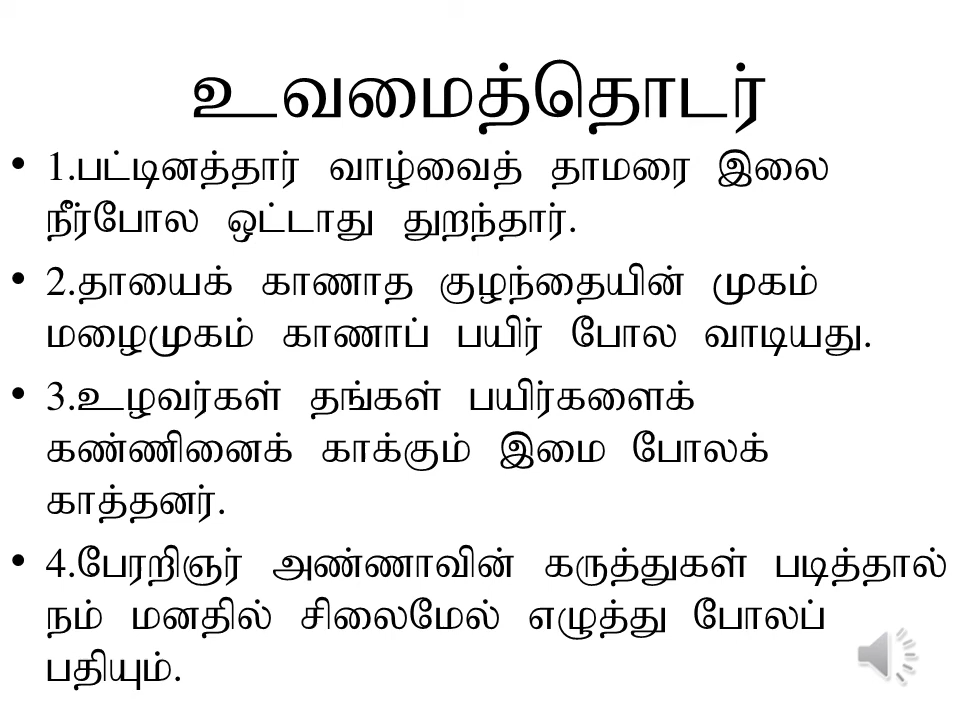 உவமைத்தொடர்
• 1.பட்டினத்தார் வாழ்வைத் தாமரை இலை
நீர்போல ஒட்டாது துறந்தார்.
• 2.தாயைக் காணாத குழந்தையின் முகம்
மழைமுகம் காணாப் பயிர் போல வாடியது.
• 3.உழவர்கள் தங்கள் பயிர்களைக்
கண்ணினைக் காக்கும் இமை போலக்
காத்தனர்.
• 4.பேரறிஞர் அண்ணாவின் கருத்துகள் படித்தால்
நம் மனதில் சிலைமேல் எழுத்து போலப்
பதியும்.